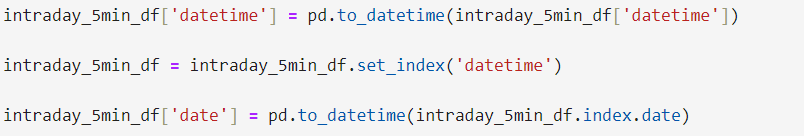 intraday_5min_df['datetime'] = pd.to_datetime(intraday_5min_df['datetime'])
intraday_5min_df = intraday_5min_df.set_index('datetime')
intraday_5min_df['date'] = pd.to_datetime(intraday_5min_df.index.date)